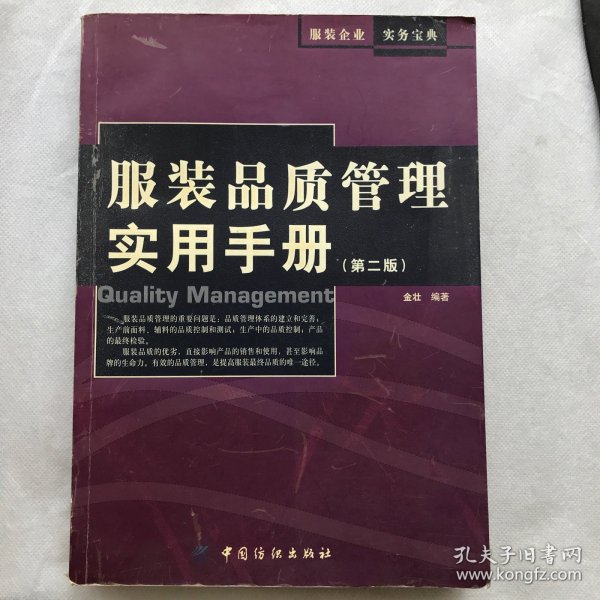 服装企业 实务宝典
服装品质管理
实用手册(第二版)
Quality Management
金壮 编著
服装品质管理的重要问题是:品质管理体系的建立和完善;
生产前面料、辅料的品质控制和测试;生产中的品质控制;产品
的最终检验。
服装品质的优劣,直接影响产品的销售和使用,甚至影响品
牌的生命力。有效的品质管理,是提高服装最终品质的唯一途径。
中国纺织出版社
孔夫子旧书网
www.kongfz.com